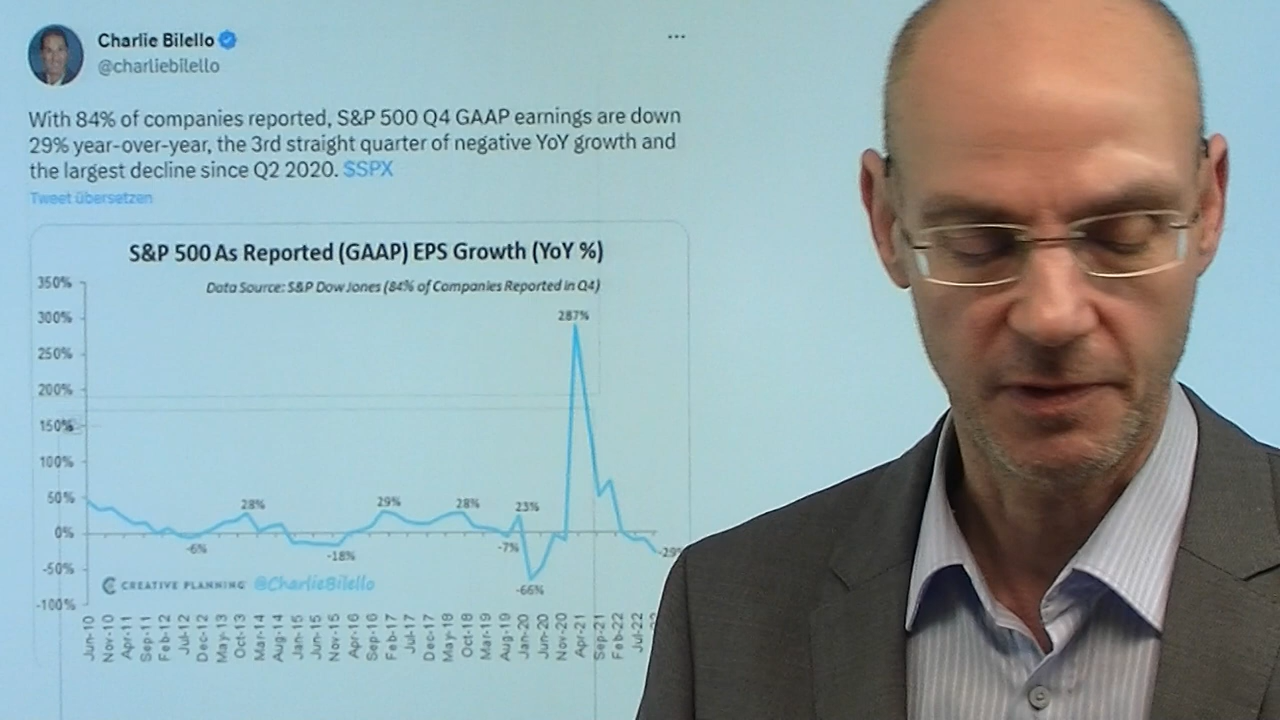 Charlie Bilello
@charliebilello
With 84% of companies reported, S&P 500 Q4 GAAP earnings are down
29% year-over-year, the 3rd straight quarter of negative YoY growth and
the largest decline since Q2 2020. $SPX
Tweet übersetzen
S&P 500 As Reported (GAAP) EPS Growth (YoY %)
Data Source: S&P Dow Jones (84% of Companies Reported in Q4)
350%
300%
250%
200%
150%
100%
50%
0%
-50%
-100%
287%
28%
29%
28%
23%
-6%
-18%
-7%
-29%
-66%
CREATIVE PLANNING @CharlieBilello
Jun-10
Nov-10
Apr-11
Sep-11
Feb-12
Jul-12
Dec-12
May-13
Oct-13
Mar-14
Aug-14
Jan-15
Jun-15
Nov-15
Apr-16
Sep-16
Feb-17
Jul-17
Dec-17
May-18
Oct-18
Mar-19
Aug-19
Jan-20
Jun-20
Nov-20
Apr-21
Sep-21
Feb-22
Jul-22